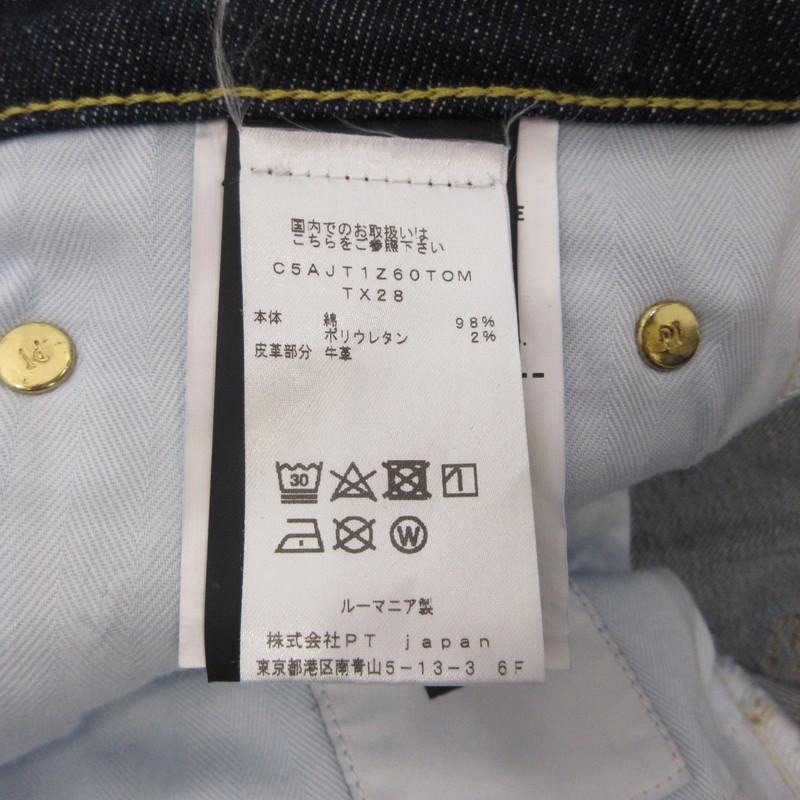 国内でのお取扱いは
こちらをご参照下さい
C5AJT1Z60TOM
TX28
本体 綿 98%
ポリウレタン 2%
皮革部分 牛革
30
W
ルーマニア製
株式会社PT japan
東京都港区南青山5-13-3 6F
E